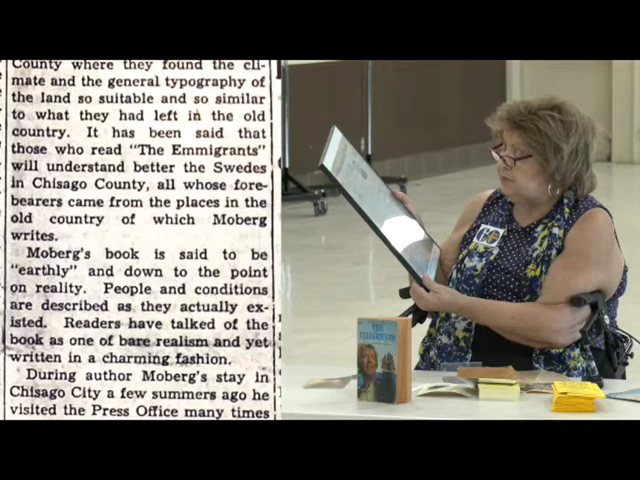 County where they found the cli-
mate and the general typography of
the land so suitable and so similar
to what they had left in the old
country. It has been said that
those who read "The Emmigrants"
will understand better the Swedes
in Chisago County, all whose fore-
bearers came from the places in the
old country of which Moberg
writes.
Moberg's book is said to be
"earthly" and down to the point
on reality. People and conditions
are described as they actually ex-
isted. Readers have talked of the
book as one of bare realism and yet
written in a charming fashion.
During author Moberg's stay in
Chisago City a few summers ago he
visited the Press Office many times
THE
EMIGRANTS